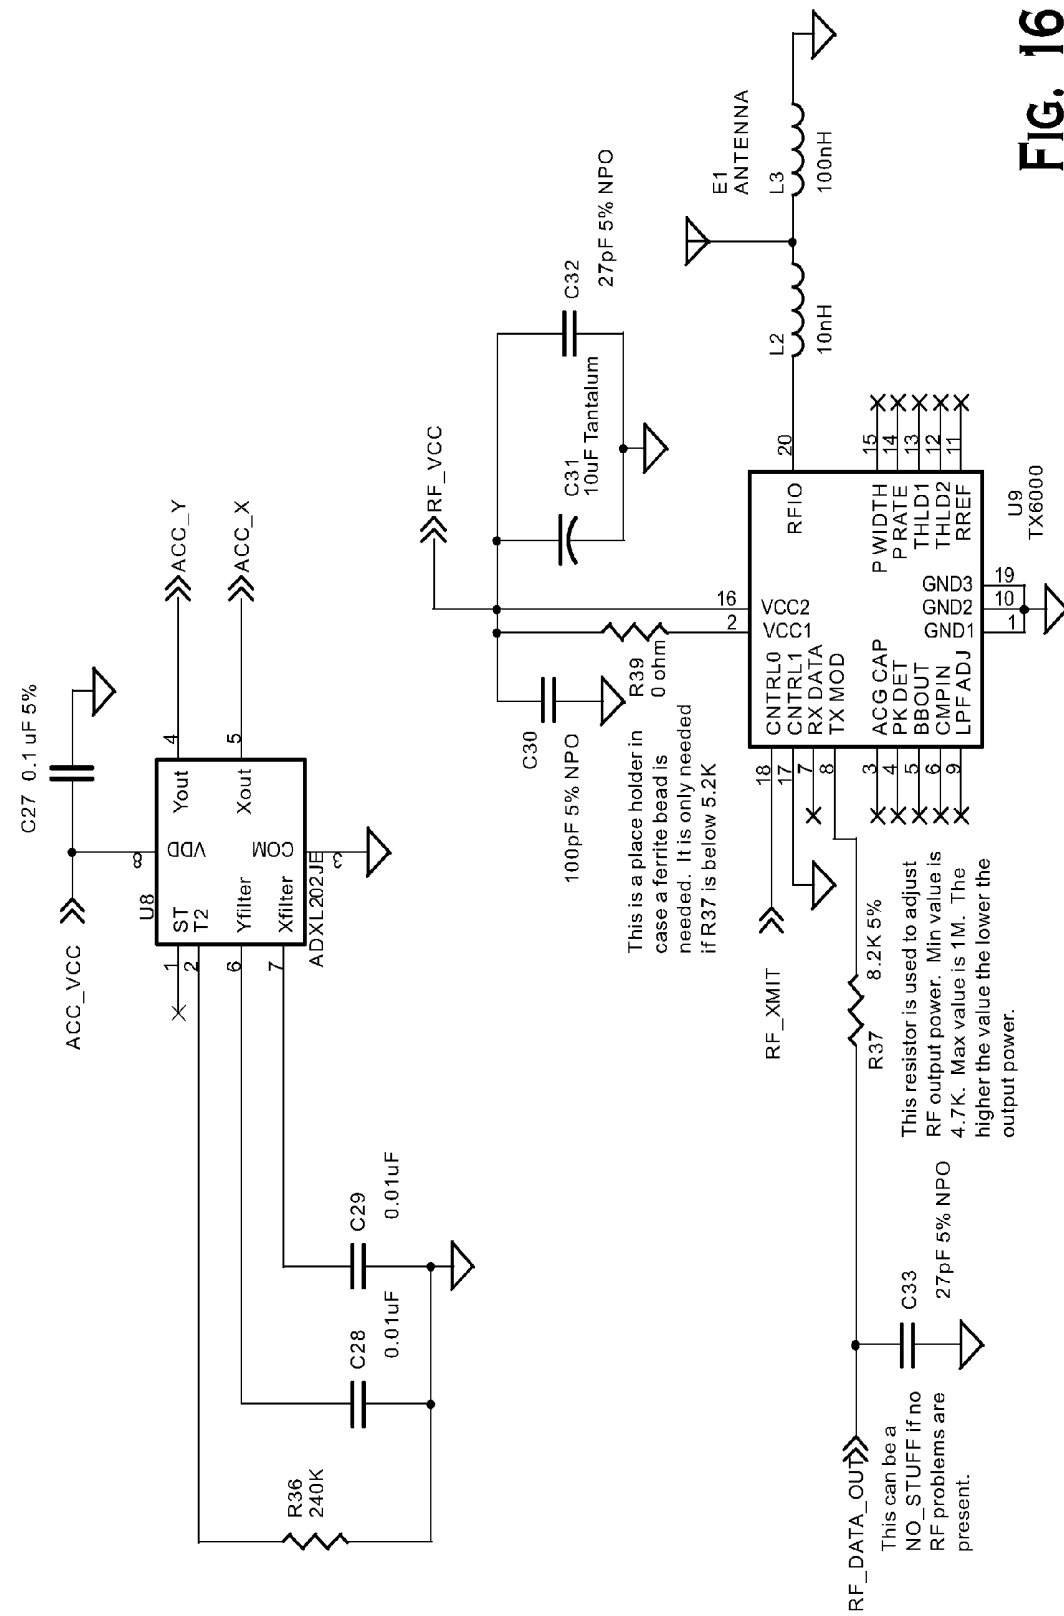 C27 0.1 uF 5%
ACC_VCC
ACC_Y
ACC_X
U8
8
VDD
ST
T2
Yfilter
Xfilter
Yout
Xout
COM
3
ADXL202JE
1
2
6
7
4
5
R36
240K
C28
0.01uF
C29
0.01uF
RF_VCC
C30
100pF 5% NPO
C31
10uF Tantalum
C32
27pF 5% NPO
R39
0 ohm
This is a place holder in
case a ferrite bead is
needed. It is only needed
if R37 is below 5.2K
E1
ANTENNA
L2
10nH
L3
100nH
16
2
VCC2
VCC1
CNTRL0
CNTRL1
RX DATA
TX MOD
AGC CAP
PK DET
BBOUT
CMPIN
LPF ADJ
18
17
7
8
3
4
5
6
9
RFIO
P WIDTH
P RATE
THLD1
THLD2
RREF
20
15
14
13
12
11
GND3
GND2
GND1
19
10
1
U9
TX6000
RF_XMIT
R37
8.2K 5%
This resistor is used to adjust
RF output power. Min value is
4.7K. Max value is 1M. The
higher the value the lower the
output power.
RF_DATA_OUT
C33
27pF 5% NPO
This can be a
NO_STUFF if no
RF problems are
present.
FIG. 16